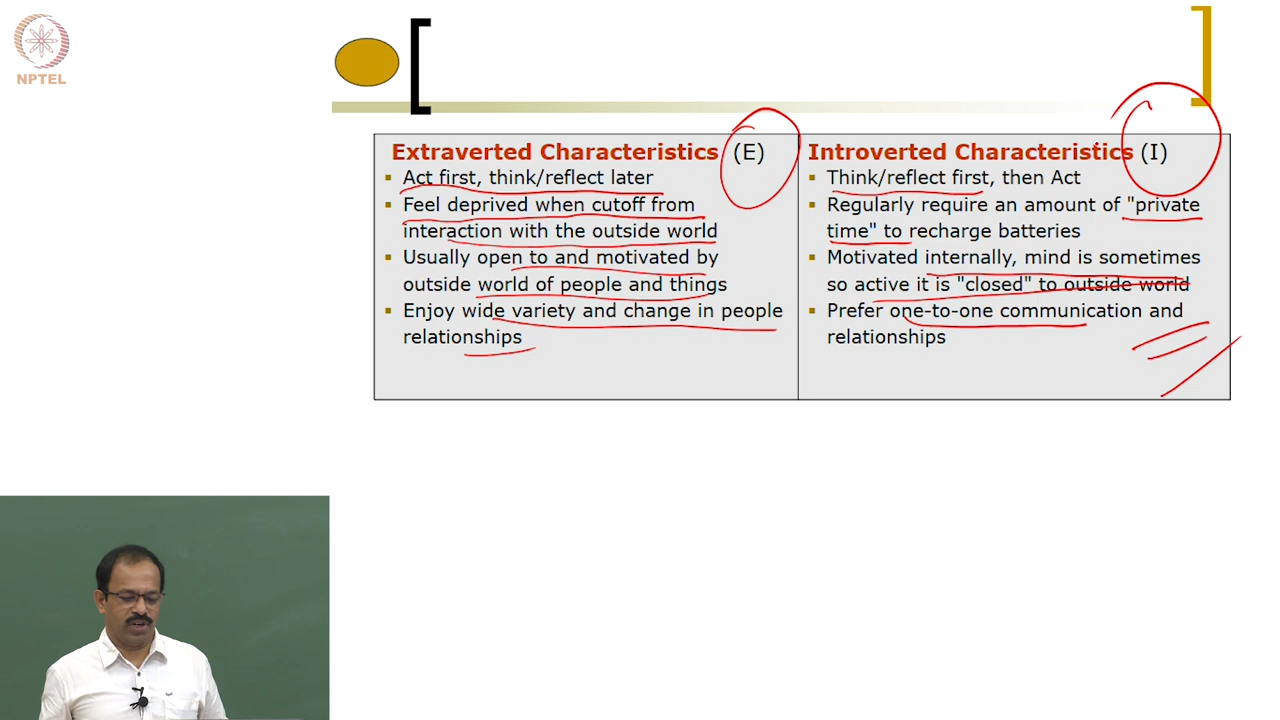 NPTEL
Extraverted Characteristics (E)
▪ Act first, think/reflect later
▪ Feel deprived when cutoff from
interaction with the outside world
▪ Usually open to and motivated by
outside world of people and things
▪ Enjoy wide variety and change in people
relationships
Introverted Characteristics (I)
▪ Think/reflect first, then Act
▪ Regularly require an amount of "private
time" to recharge batteries
▪ Motivated internally, mind is sometimes
so active it is "closed" to outside world
▪ Prefer one-to-one communication and
relationships